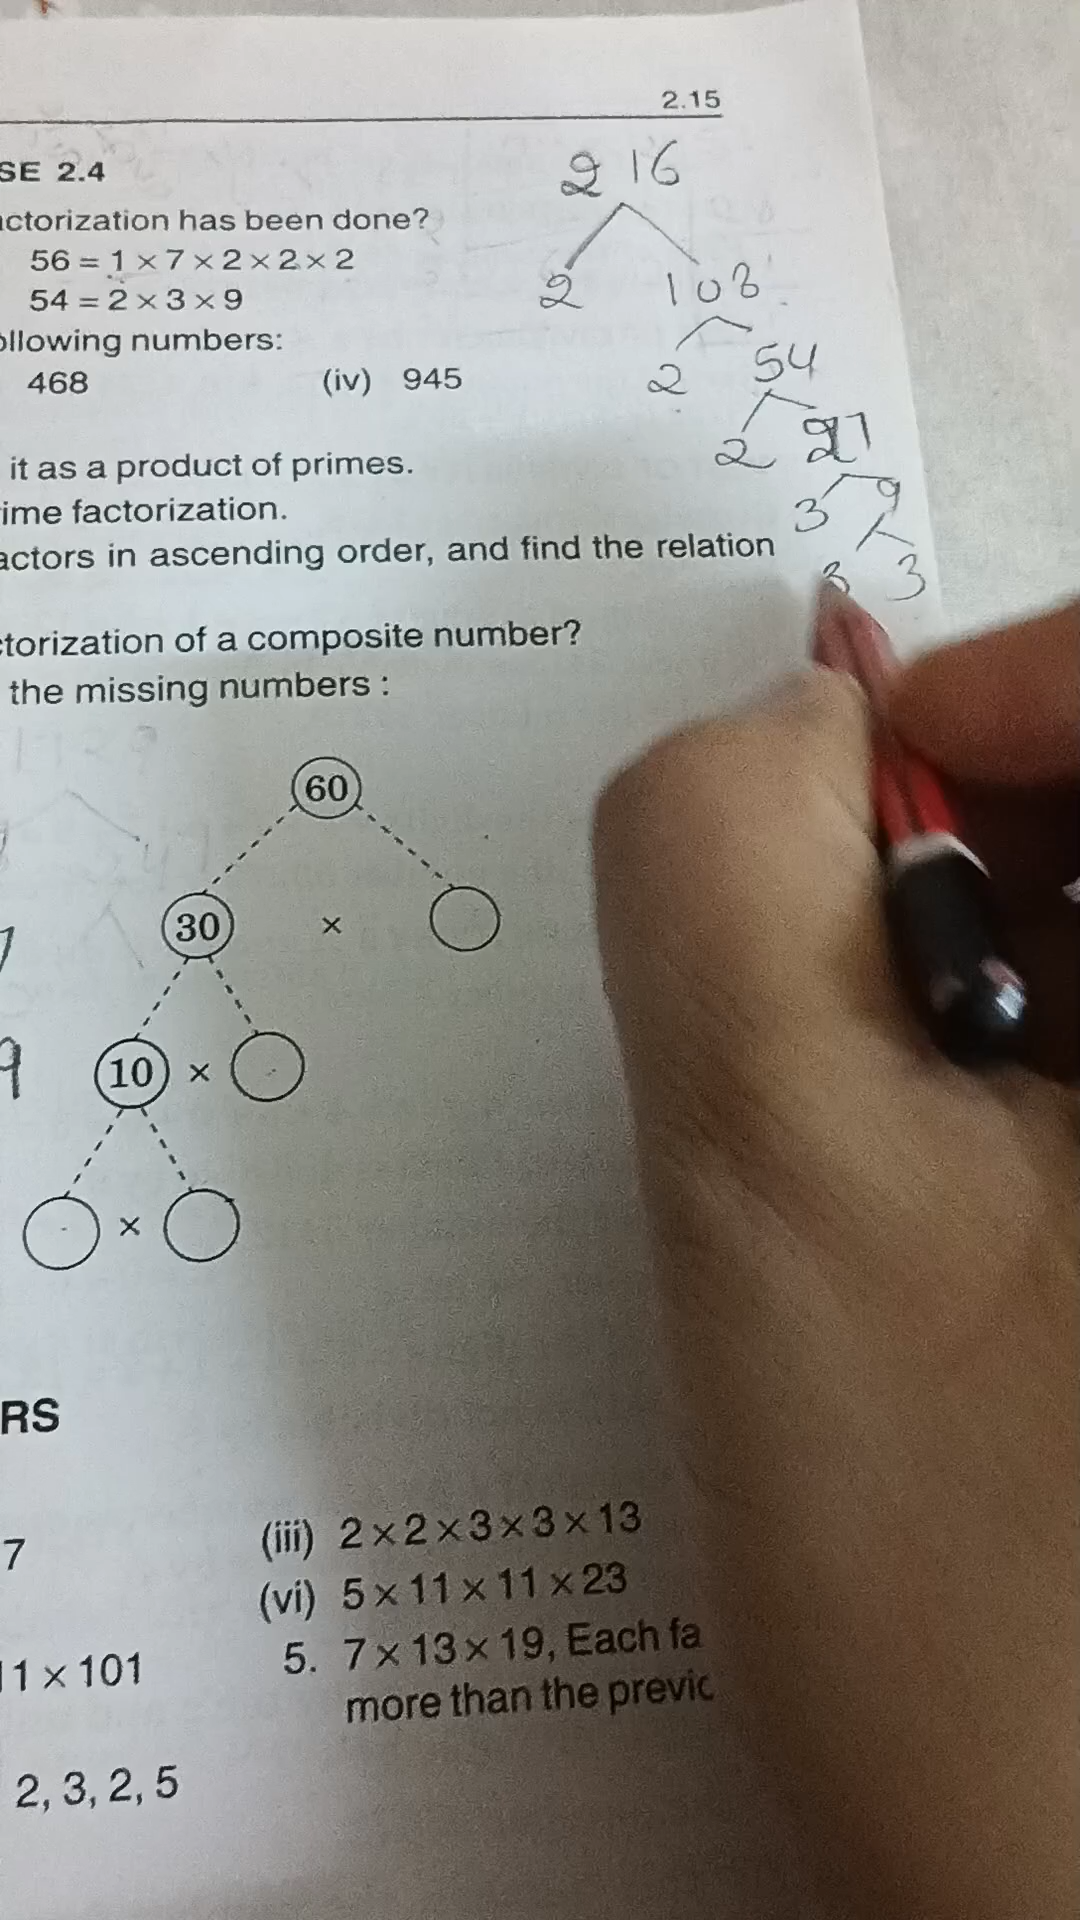 2.15
SE 2.4
216
actorization has been done?
56 = 1 × 7 × 2 × 2 × 2
2 108
54 = 2 × 3 × 9
ollowing numbers:
2 54
468 (iv) 945
2 27
it as a product of primes.
3 9
ime factorization.
actors in ascending order, and find the relation
3 3
ctorization of a composite number?
the missing numbers :
60
30 ×
10 ×
9
×
RS
7 (iii) 2 × 2 × 3 × 3 × 13
(vi) 5 × 11 × 11 × 23
11 × 101 5. 7 × 13 × 19, Each fa
more than the previc
2, 3, 2, 5